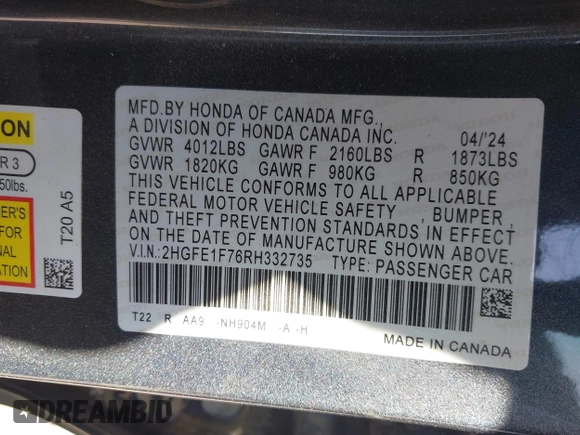 ON
R 3
50lbs.
ER'S
FOR
NAL
ATION
T20 A5
MFD.BY HONDA OF CANADA MFG.,
A DIVISION OF HONDA CANADA INC. 04/'24
GVWR 4012LBS GAWR F 2160LBS R 1873LBS
GVWR 1820KG GAWR F 980KG R 850KG
THIS VEHICLE CONFORMS TO ALL APPLICABLE
FEDERAL MOTOR VEHICLE SAFETY , BUMPER,
AND THEFT PREVENTION STANDARDS IN EFFECT
ON THE DATE OF MANUFACTURE SHOWN ABOVE.
V.I.N.: 2HGFE1F76RH332735 TYPE: PASSENGER CAR
T22 R AA9 -NH904M -A -H
MADE IN CANADA
DREAMBID